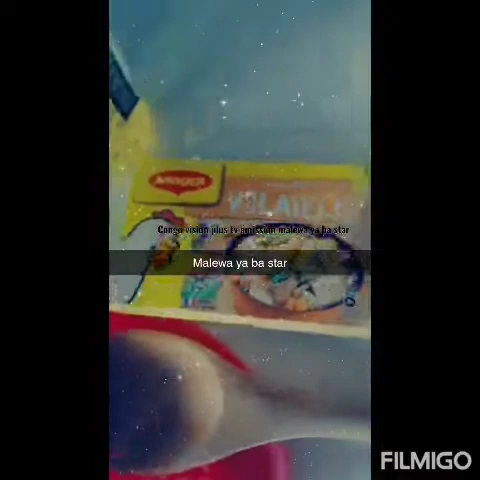 MAGGI
VOLAILLE
Congo vision plus tv emission malewa ya ba star
Malewa ya ba star
FILMIGO